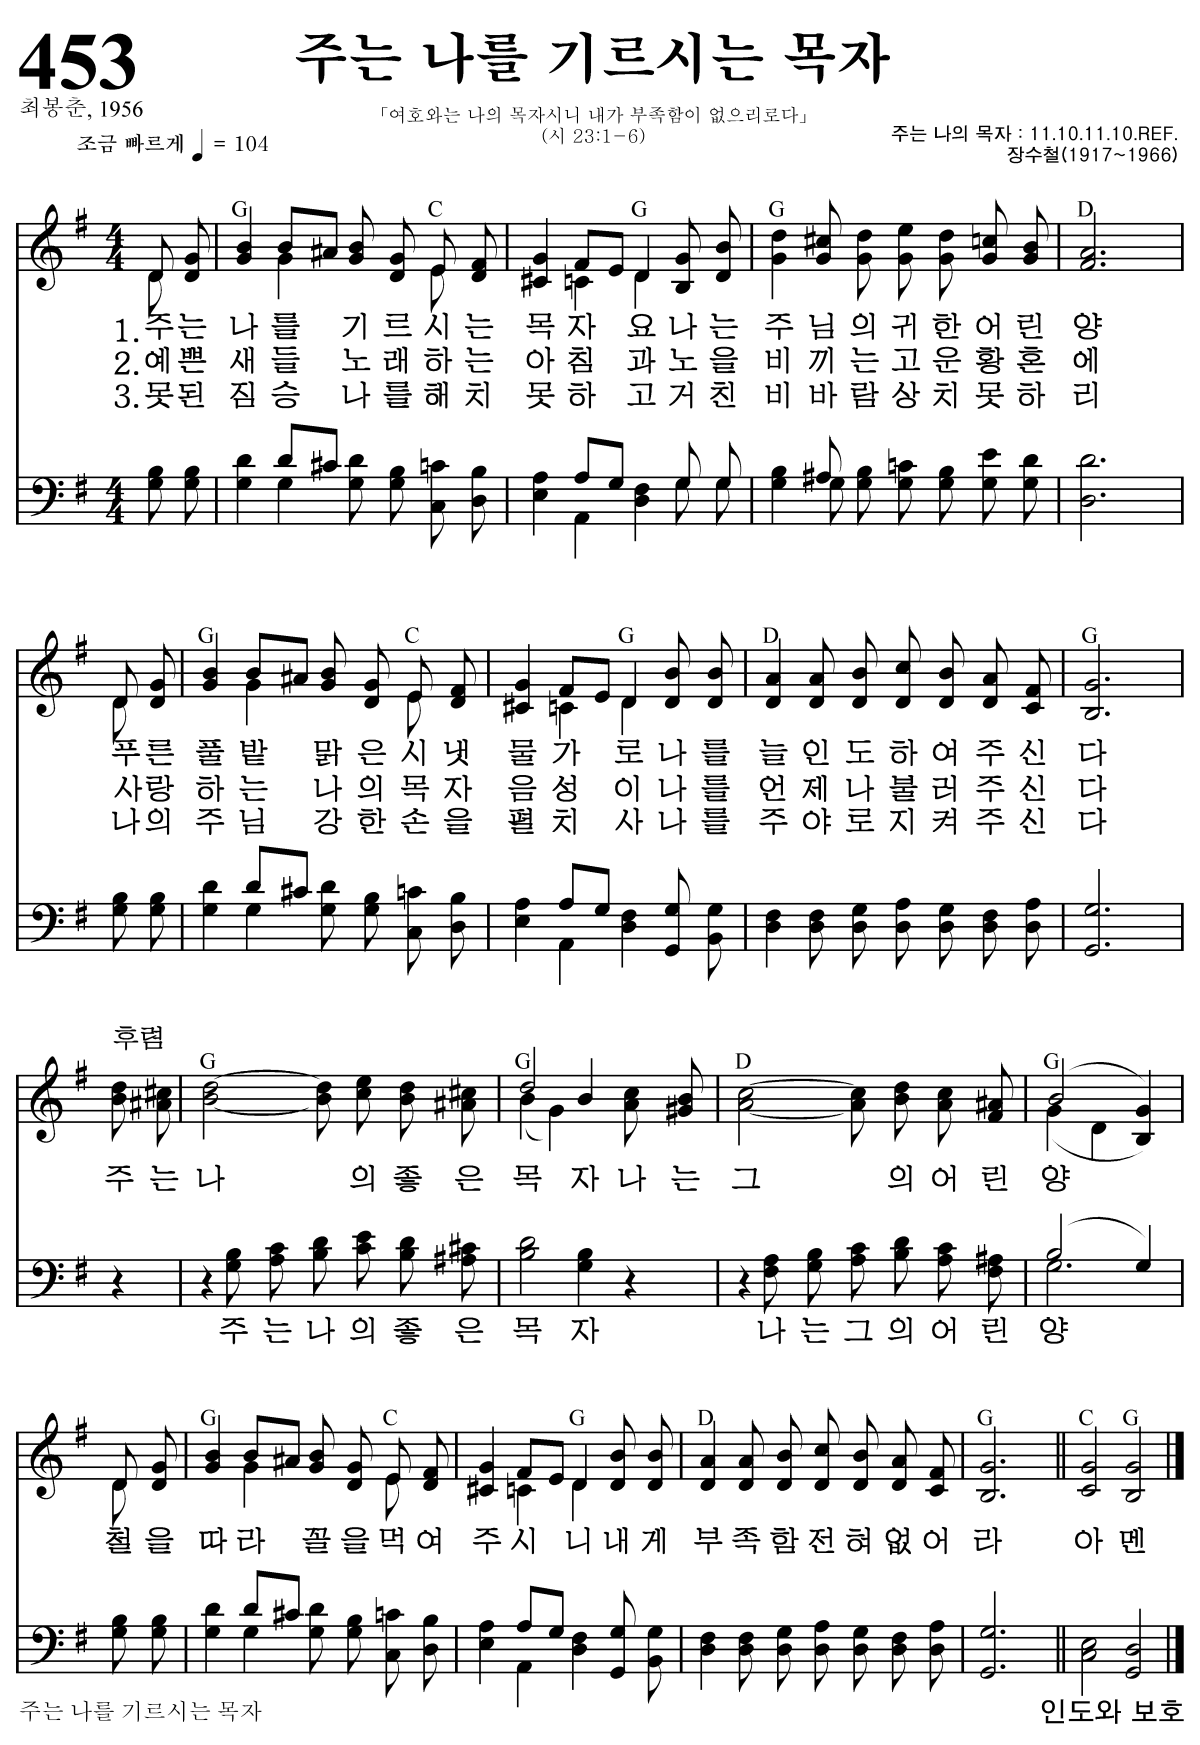 453
주는 나를 기르시는 목자
최봉춘, 1956
「여호와는 나의 목자시니 내가 부족함이 없으리로다」
(시 23:1-6)
조금 빠르게 ♩ = 104
주는 나의 목자 : 11.10.11.10.REF.
장수철(1917~1966)
G C G G D
4 4
1.주는 나를 기르시는 목자요 나는 주님의 귀한 어린양
2.예쁜 새들 노래하는 아침과 노을 비끼는 고운 황혼에
3.못된 짐승 나를 해치 못하고 거친 비바람 상치 못하리
4 4
G C G D G
푸른 풀밭 맑은 시냇물가로 나를 늘 인도하여 주신다
사랑하는 나의 목자 음성이 나를 언제나 불러 주신다
나의 주님 강한 손을 펼치사 나를 주야로 지켜 주신다
후렴
G G D G
주는 나의 좋은 목자 나는 그의 어린양
주는 나의 좋은 목자 나는 그의 어린양
G C G D G C G
철을 따라 꼴을 먹여 주시니 내게 부족함 전혀 없어라 아멘
주는 나를 기르시는 목자
인도와 보호